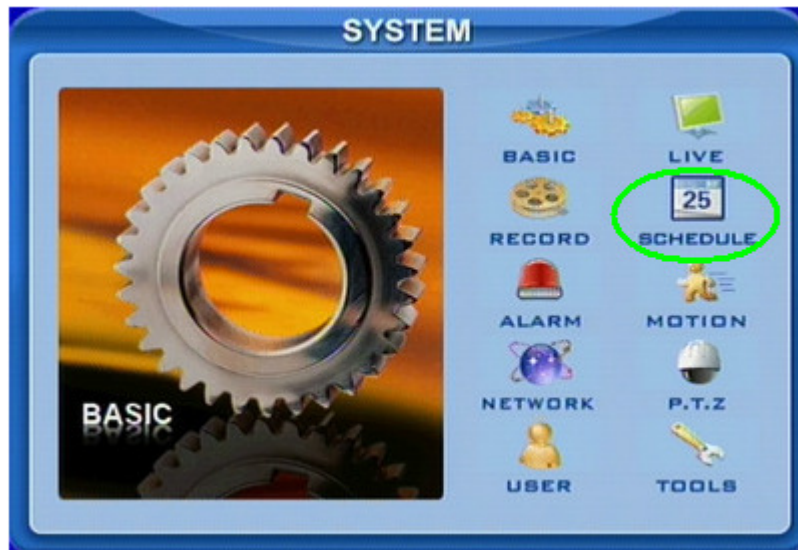 SYSTEM
BASIC
BASIC LIVE
25
RECORD SCHEDULE
ALARM MOTION
NETWORK P.T.Z
USER TOOLS